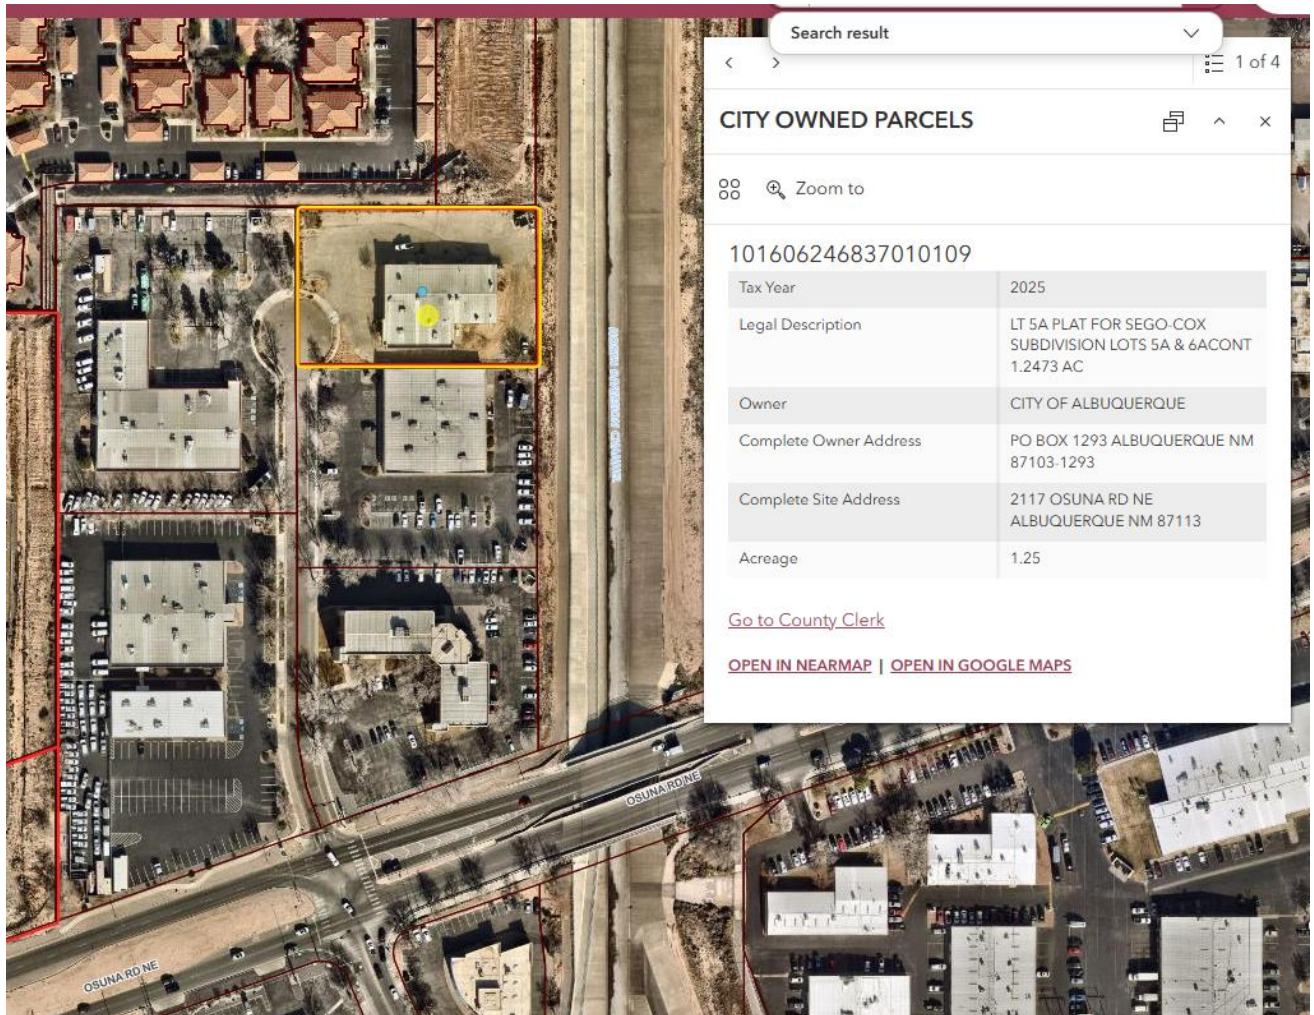 Search result
1 of 4
CITY OWNED PARCELS
Zoom to
101606246837010109
Tax Year
2025
Legal Description
LT 5A PLAT FOR SEGO-COX
SUBDIVISION LOTS 5A & 6ACONT
1.2473 AC
Owner
CITY OF ALBUQUERQUE
Complete Owner Address
PO BOX 1293 ALBUQUERQUE NM
87103-1293
Complete Site Address
2117 OSUNA RD NE
ALBUQUERQUE NM 87113
Acreage
1.25
Go to County Clerk
OPEN IN NEARMAP | OPEN IN GOOGLE MAPS
OSUNA RD NE
OSUNA RD NE